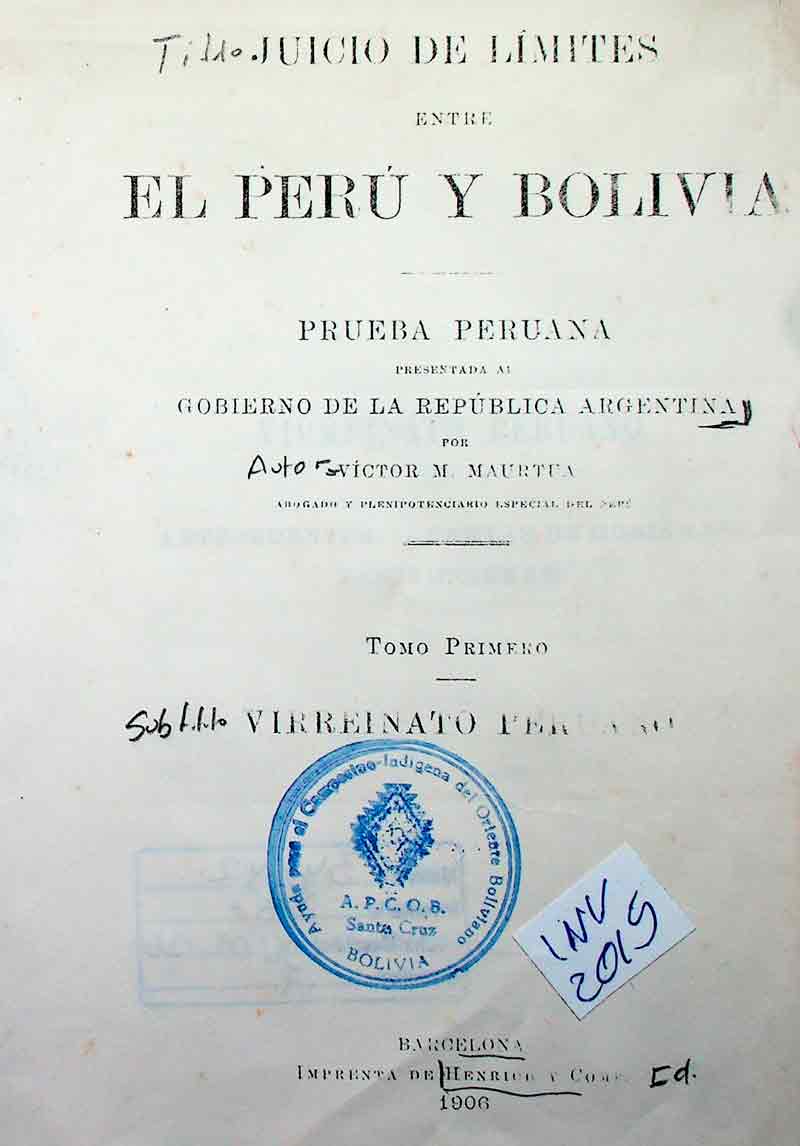 Titulo JUICIO DE LÍMITES
ENTRE
EL PERÚ Y BOLIVIA
PRUEBA PERUANA
PRESENTADA AL
GOBIERNO DE LA REPÚBLICA ARGENTINA
POR
Autor VÍCTOR M. MAURTUA
ABOGADO Y PLENIPOTENCIARIO ESPECIAL DEL PERÚ
TOMO PRIMERO
Subtitulo VIRREINATO PERUANO
Ayuda para el Campesino-Indígena del Oriente Boliviano
A. P. C. O. B.
Santa Cruz
BOLIVIA
INV
2015
BARCELONA
IMPRENTA DE HENRICH Y COMP. Ed.
1906